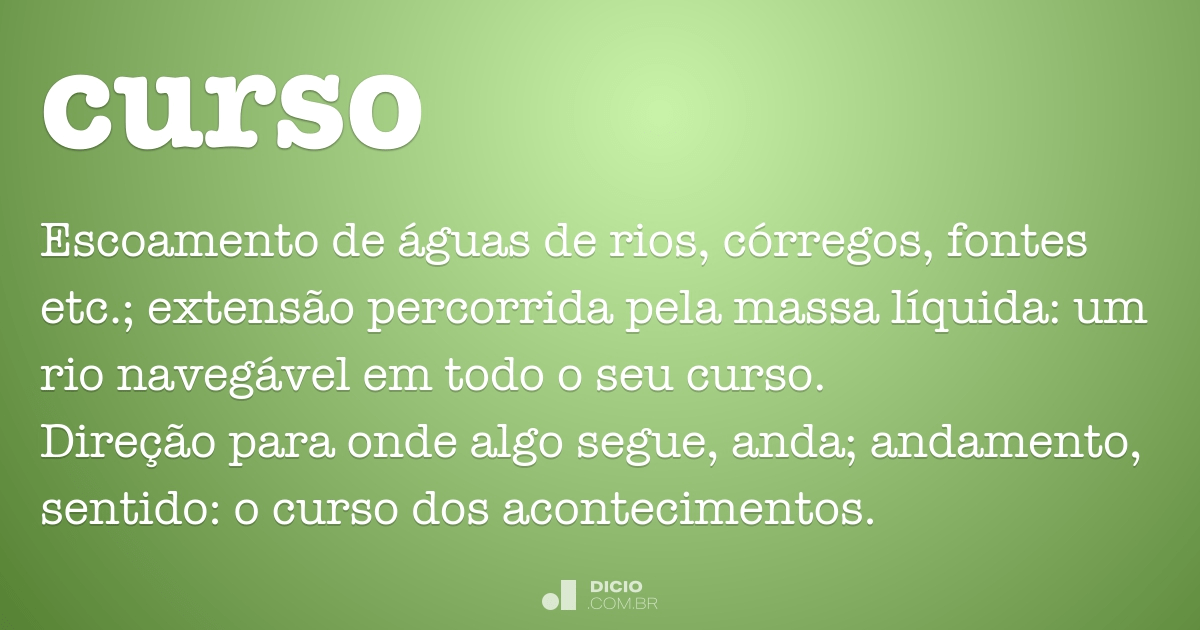 curso
Escoamento de águas de rios, córregos, fontes
etc.; extensão percorrida pela massa líquida: um
rio navegável em todo o seu curso.
Direção para onde algo segue, anda; andamento,
sentido: o curso dos acontecimentos.
DICIO
.COM.BR